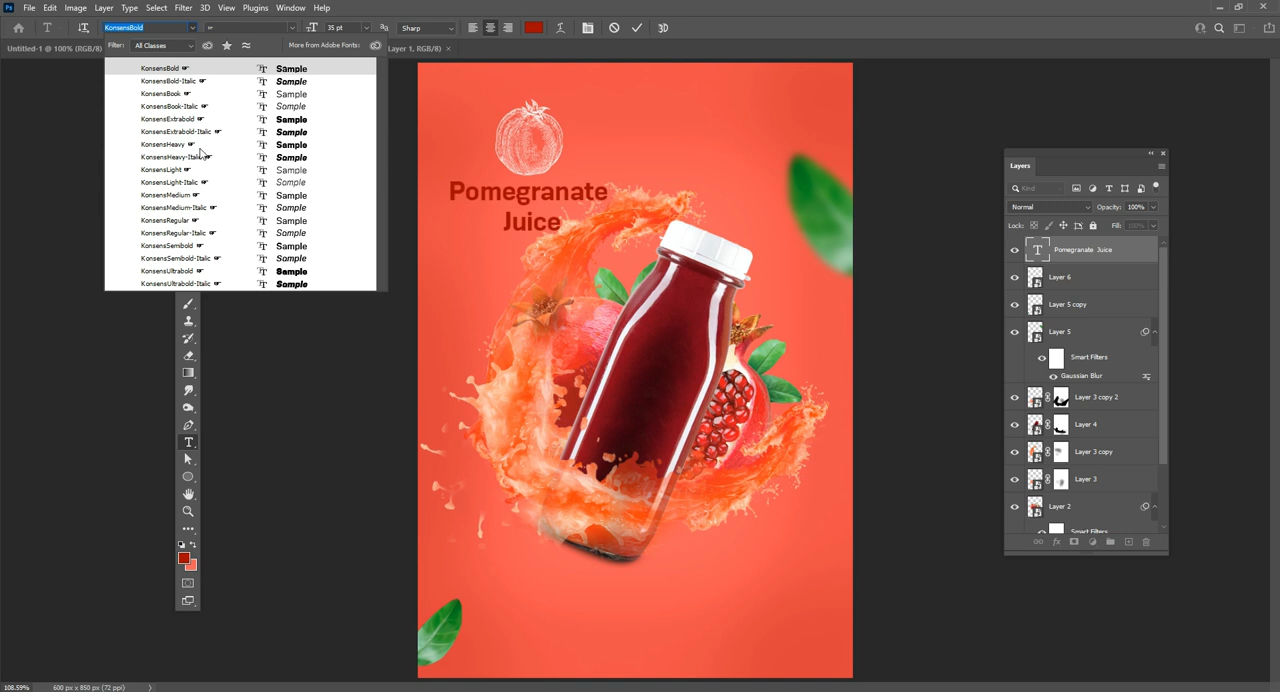 Ps File Edit Image Layer Type Select Filter 3D View Plugins Window Help
KonsensBold 35 pt Sharp 3D
Untitled-1 @ 100% (RGB/8) Layer 1, RGB/8) ×
Filter: All Classes More from Adobe Fonts:
KonsensBold Sample
KonsensBold-Italic Sample
KonsensBook Sample
KonsensBook-Italic Sample
KonsensExtrabold Sample
KonsensExtrabold-Italic Sample
KonsensHeavy Sample
KonsensHeavy-Italic Sample
KonsensLight Sample
KonsensLight-Italic Sample
KonsensMedium Sample
KonsensMedium-Italic Sample
KonsensRegular Sample
KonsensRegular-Italic Sample
KonsensSemibold Sample
KonsensSemibold-Italic Sample
KonsensUltrabold Sample
KonsensUltrabold-Italic Sample
Pomegranate
Juice
Layers
Kind
Normal Opacity: 100%
Lock: Fill: 100%
Pomegranate Juice
Layer 6
Layer 5 copy
Layer 5
Smart Filters
Gaussian Blur
Layer 3 copy 2
Layer 4
Layer 3 copy
Layer 3
Layer 2
Smart Filters
fx
108.59% 600 px x 850 px (72 ppi)